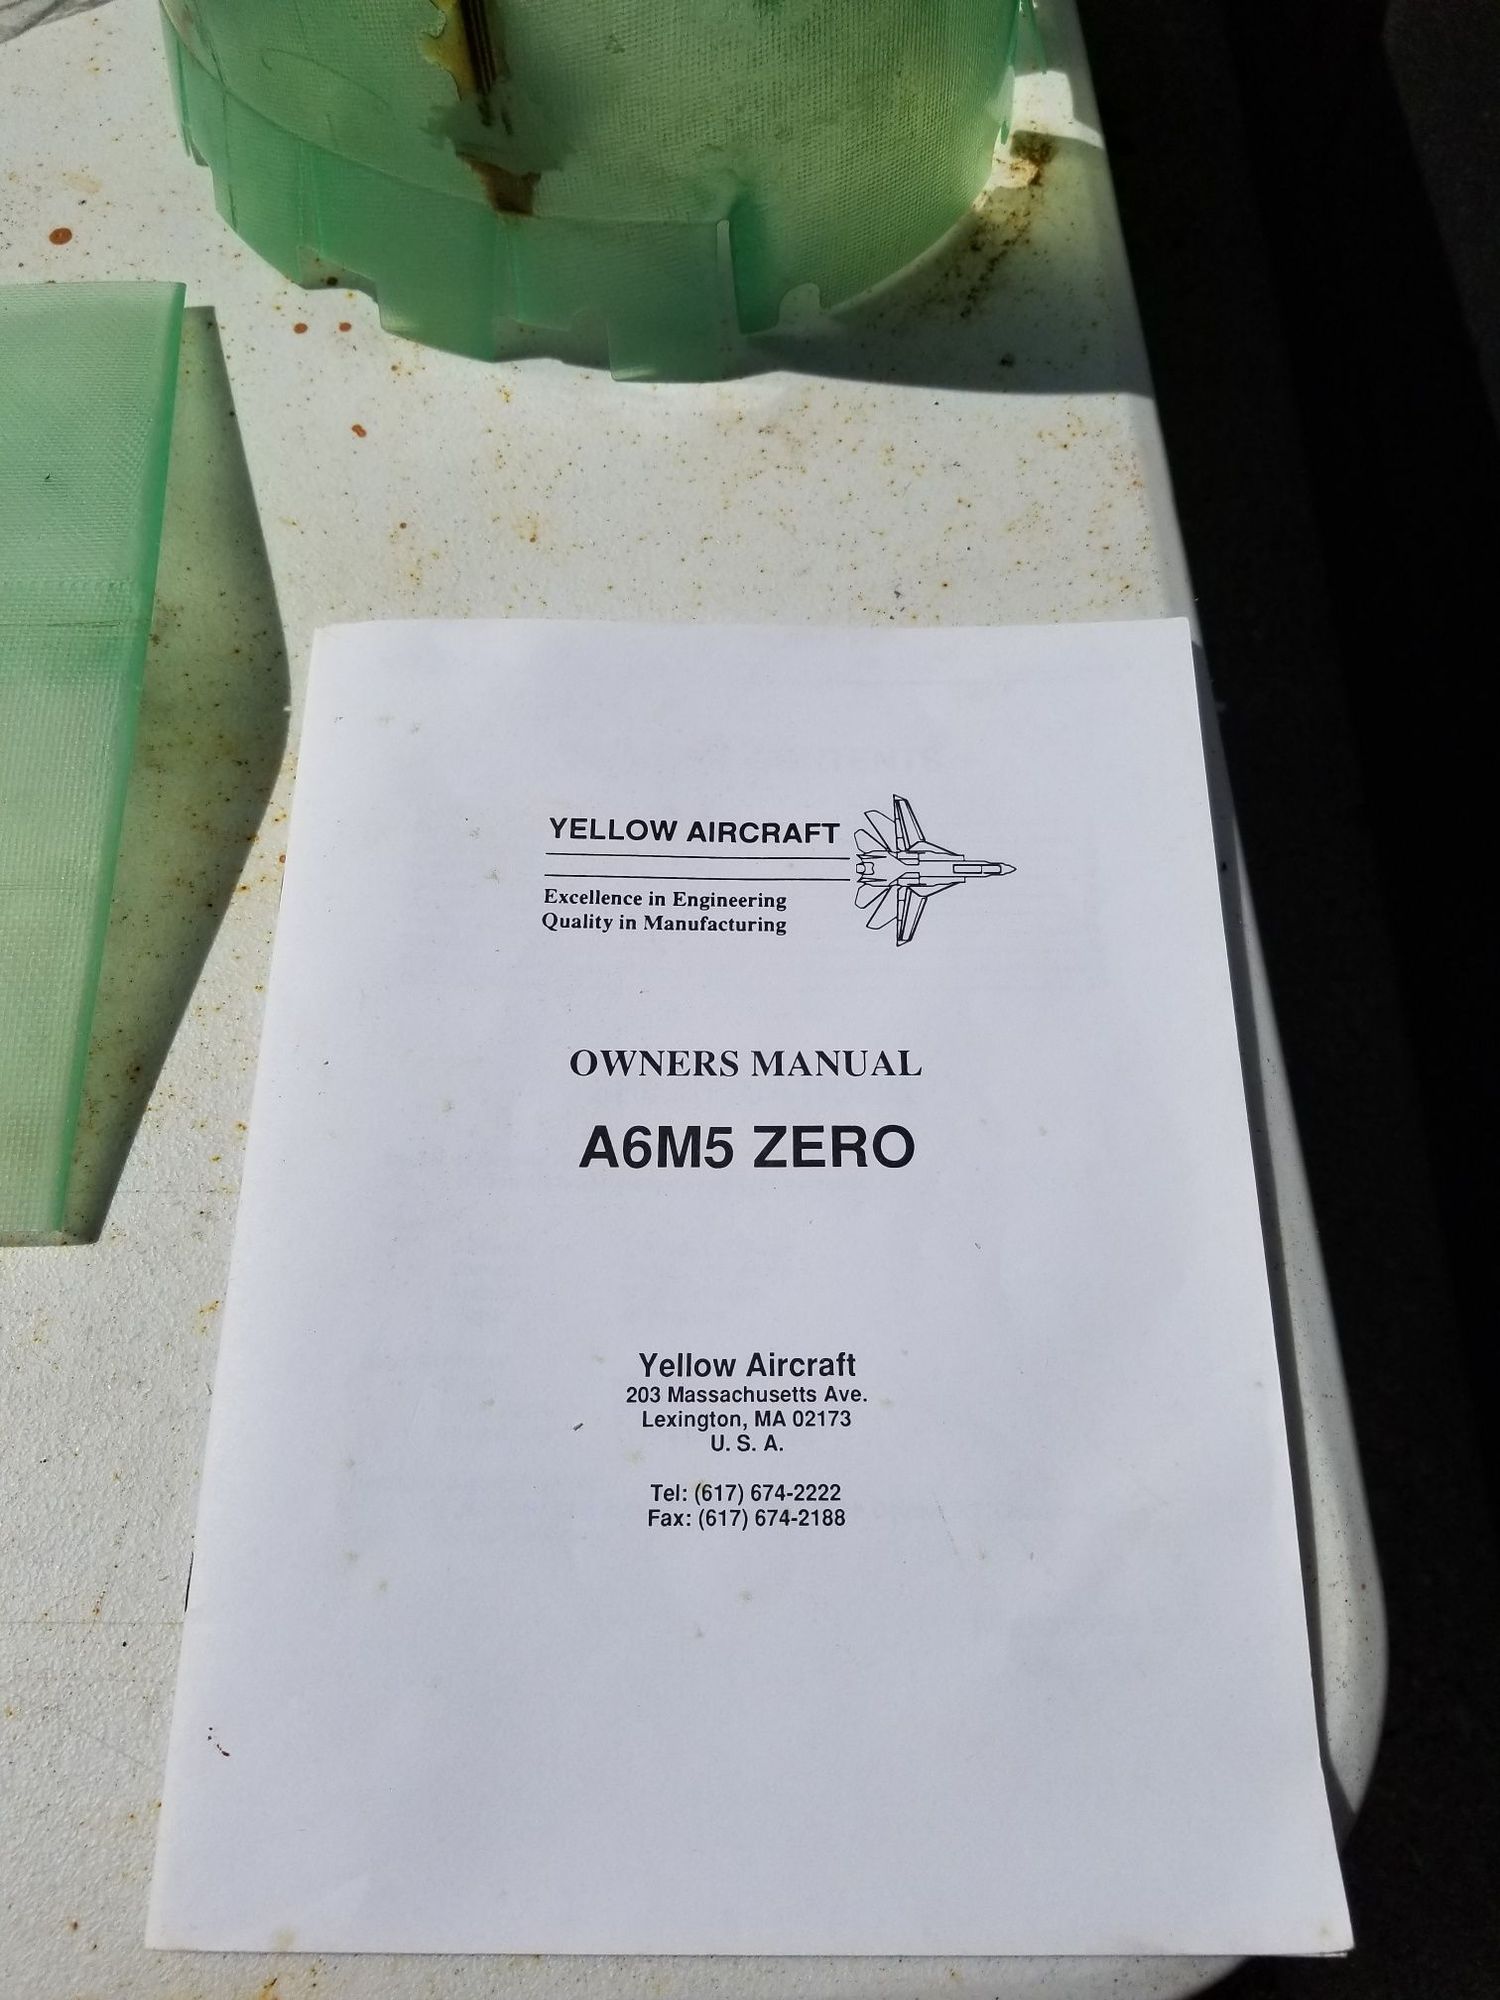 YELLOW AIRCRAFT
Excellence in Engineering
Quality in Manufacturing
OWNERS MANUAL
A6M5 ZERO
Yellow Aircraft
203 Massachusetts Ave.
Lexington, MA 02173
U. S. A.
Tel: (617) 674-2222
Fax: (617) 674-2188